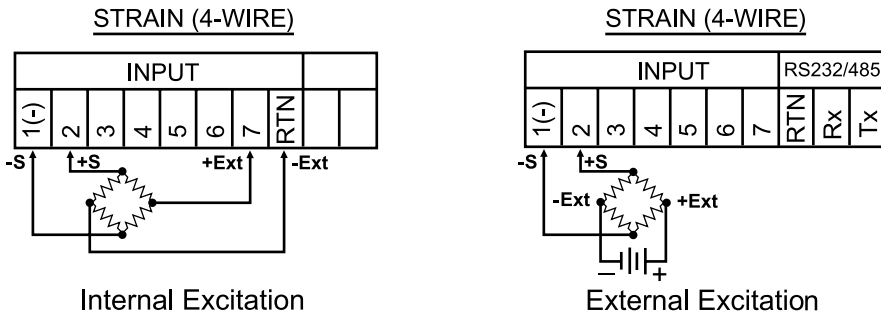 STRAIN (4-WIRE)
INPUT
1(-) 2 3 4 5 6 7 RTN
-S +S +Ext -Ext
Internal Excitation
STRAIN (4-WIRE)
INPUT RS232/485
1(-) 2 3 4 5 6 7 RTN Rx Tx
-S +S
-Ext +Ext
− +
External Excitation